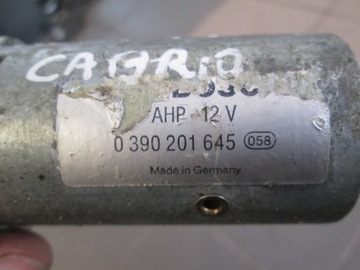 CABRIO
AHP 12 V
0 390 201 645 058
Made in Germany